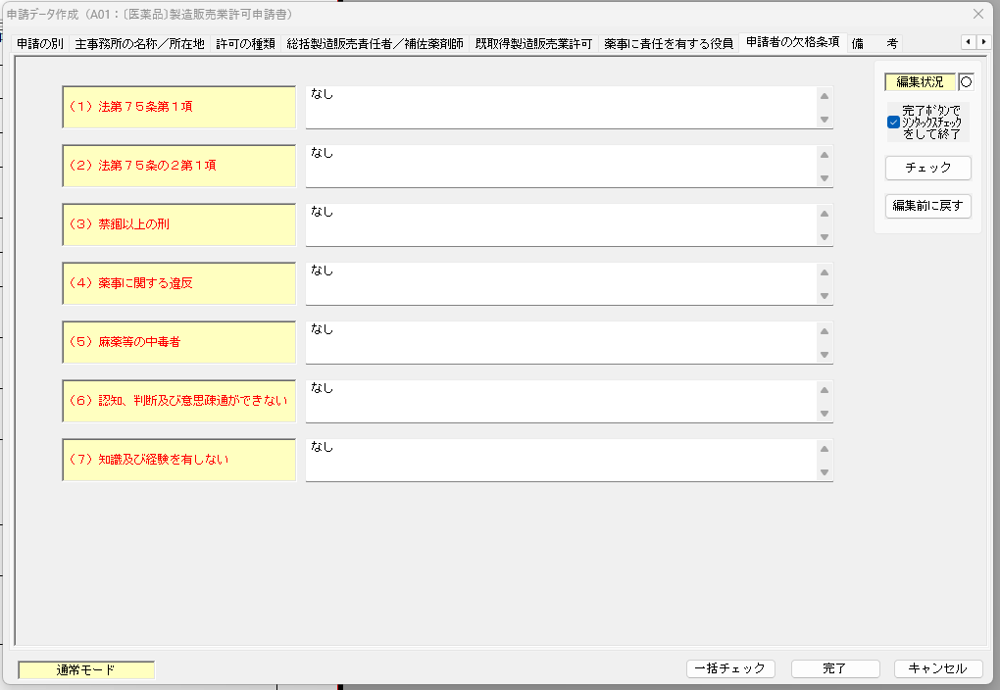 申請データ作成（A01：〔医薬品〕製造販売業許可申請書）
申請の別 主事務所の名称／所在地 許可の種類 総括製造販売責任者／補佐薬剤師 既取得製造販売業許可 薬事に責任を有する役員 申請者の欠格条項 備　　考
編集状況 ○
完了ボタンで
シンタックスチェック
をして終了
チェック
編集前に戻す
（１）法第７５条第１項 なし
（２）法第７５条の２第１項 なし
（３）禁錮以上の刑 なし
（４）薬事に関する違反 なし
（５）麻薬等の中毒者 なし
（６）認知、判断及び意思疎通ができない なし
（７）知識及び経験を有しない なし
通常モード
一括チェック 完了 キャンセル